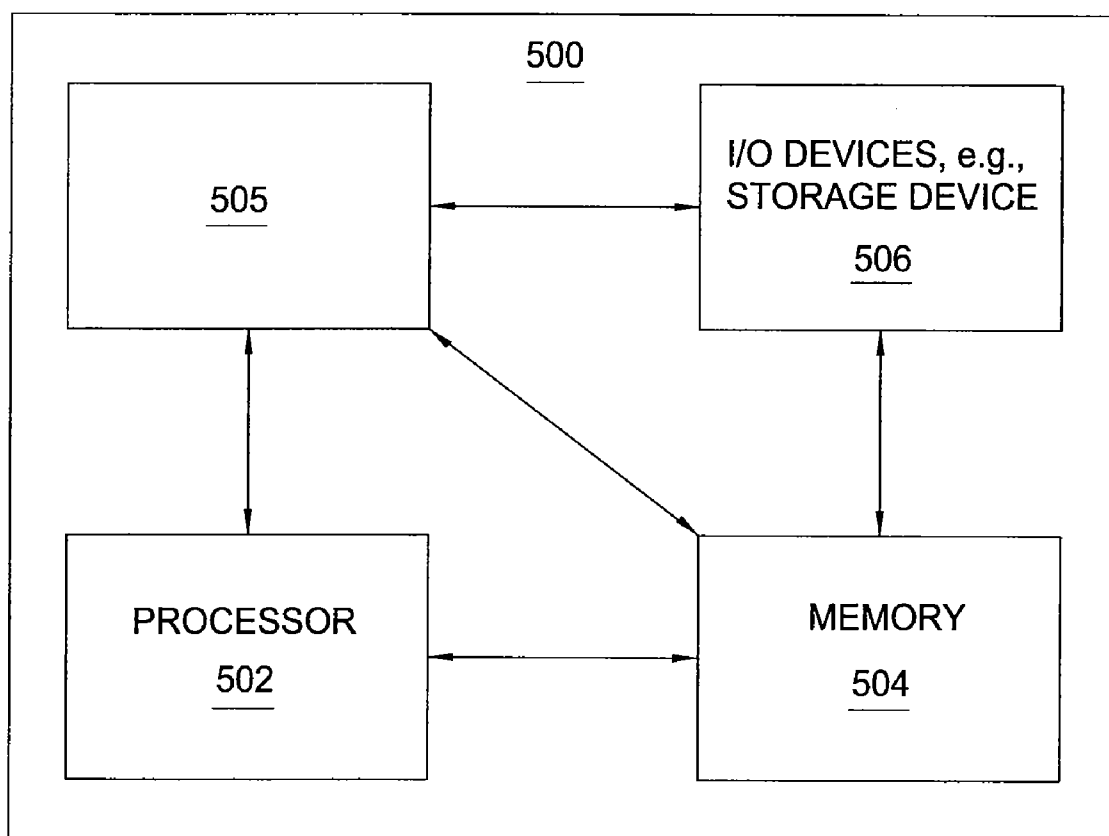 500
505
I/O DEVICES, e.g.,
STORAGE DEVICE
506
PROCESSOR
502
MEMORY
504